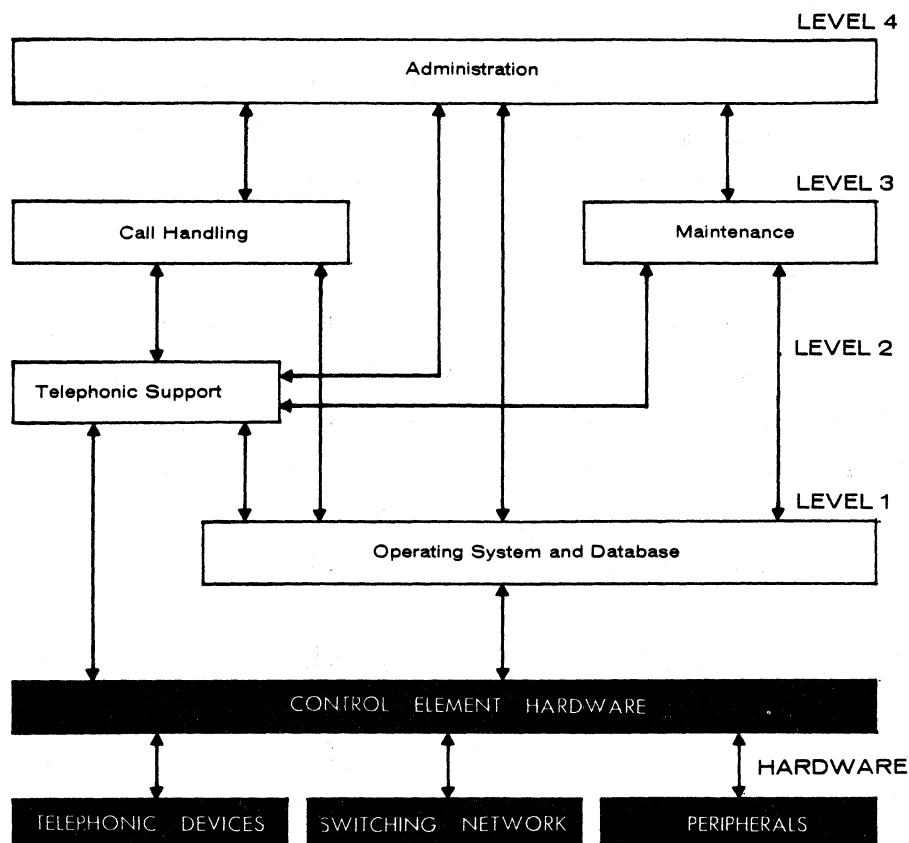 LEVEL 4
Administration
LEVEL 3
Call Handling
Maintenance
LEVEL 2
Telephonic Support
LEVEL 1
Operating System and Database
CONTROL ELEMENT HARDWARE
HARDWARE
TELEPHONIC DEVICES
SWITCHING NETWORK
PERIPHERALS